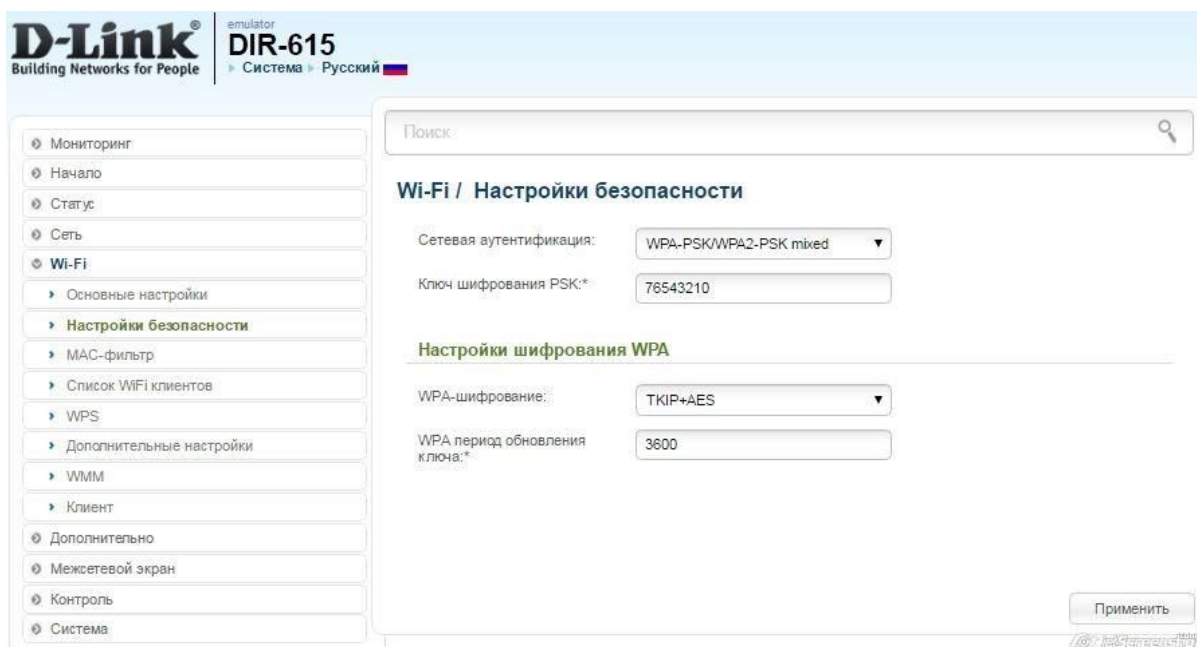 D-Link®
Building Networks for People
emulator
DIR-615
Система
Русский
Поиск
Мониторинг
Начало
Статус
Сеть
Wi-Fi
Основные настройки
Настройки безопасности
MAC-фильтр
Список WiFi клиентов
WPS
Дополнительные настройки
WMM
Клиент
Дополнительно
Межсетевой экран
Контроль
Система
Wi-Fi / Настройки безопасности
Сетевая аутентификация: WPA-PSK/WPA2-PSK mixed
Ключ шифрования PSK:* 76543210
Настройки шифрования WPA
WPA-шифрование: TKIP+AES
WPA период обновления
ключа:* 3600
Применить